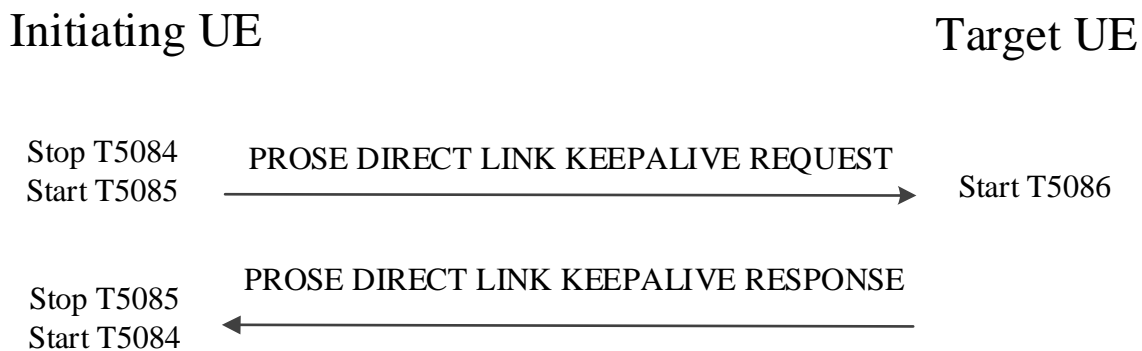 Initiating UE
Target UE
Stop T5084
Start T5085
PROSE DIRECT LINK KEEPALIVE REQUEST
Start T5086
PROSE DIRECT LINK KEEPALIVE RESPONSE
Stop T5085
Start T5084